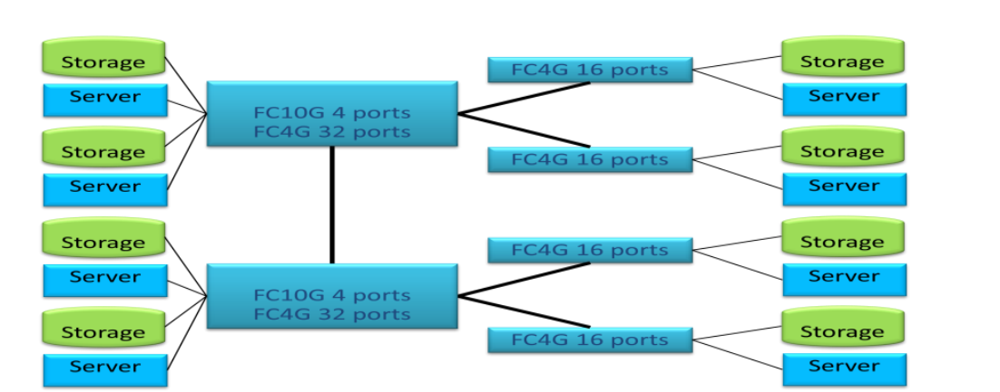 Storage
Server
Storage
Server
FC10G 4 ports
FC4G 32 ports
FC4G 16 ports
FC4G 16 ports
Storage
Server
Storage
Server
Storage
Server
Storage
Server
FC10G 4 ports
FC4G 32 ports
FC4G 16 ports
FC4G 16 ports
Storage
Server
Storage
Server